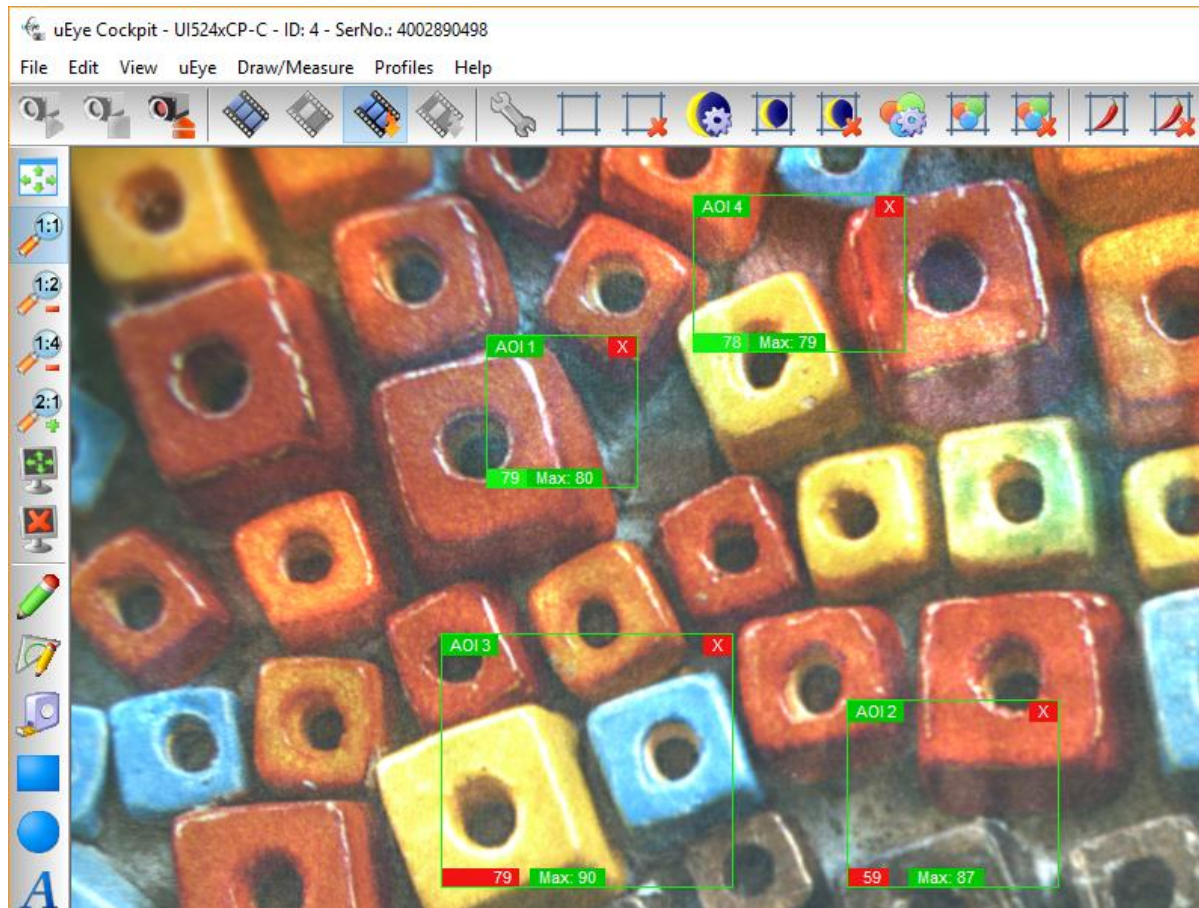 uEye Cockpit - UI524xCP-C - ID: 4 - SerNo.: 4002890498
File Edit View uEye Draw/Measure Profiles Help
1:1
1:2
1:4
2:1
A
AOI 4 X
78 Max: 79
AOI 1 X
79 Max: 80
AOI 3 X
79 Max: 90
AOI 2 X
59 Max: 87